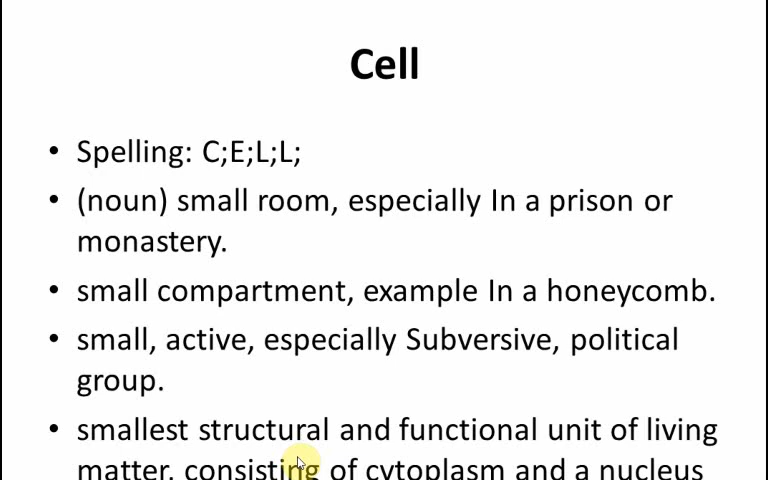 Cell
• Spelling: C;E;L;L;
• (noun) small room, especially In a prison or
monastery.
• small compartment, example In a honeycomb.
• small, active, especially Subversive, political
group.
• smallest structural and functional unit of living
matter, consisting of cytoplasm and a nucleus